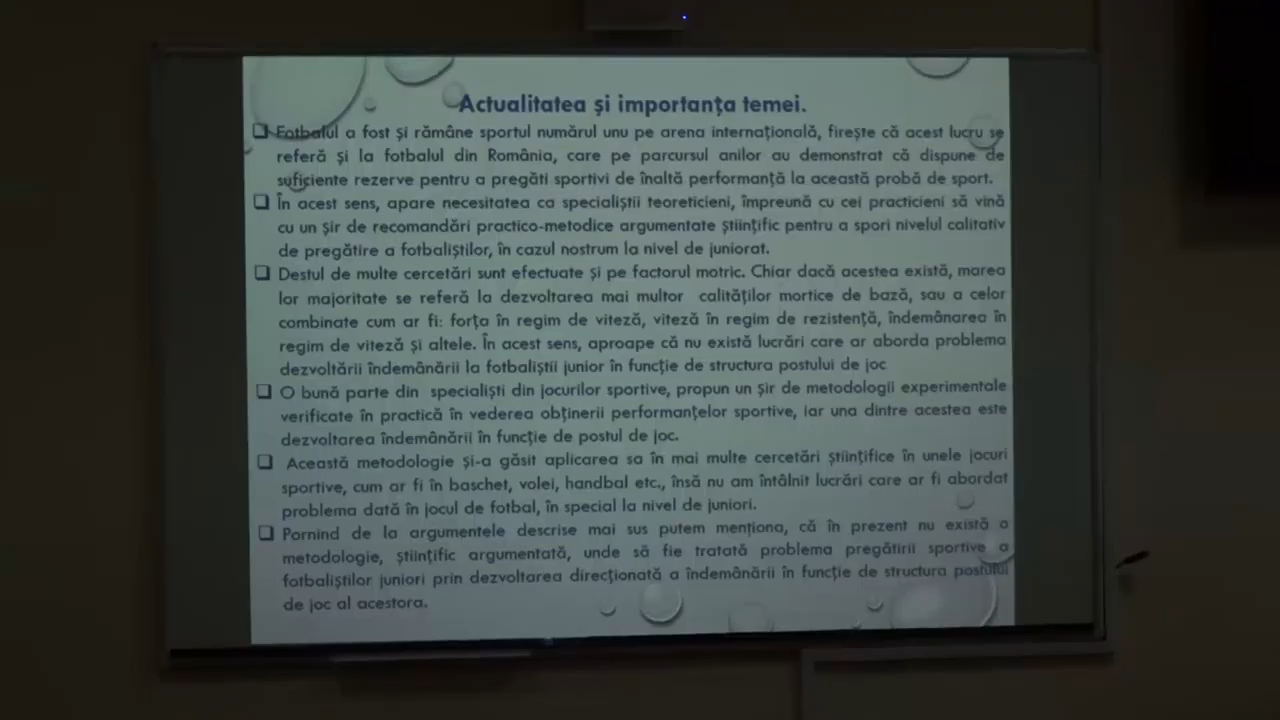 Actualitatea și importanța temei.
❑ Fotbalul a fost și rămâne sportul numărul unu pe arena internațională, firește că acest lucru se
referă și la fotbalul din România, care pe parcursul anilor au demonstrat că dispune de
suficiente rezerve pentru a pregăti sportivi de înaltă performanță la această probă de sport.
❑ În acest sens, apare necesitatea ca specialiștii teoreticieni, împreună cu cei practicieni să vină
cu un șir de recomandări practico-metodice argumentate științific pentru a spori nivelul calitativ
de pregătire a fotbaliștilor, în cazul nostrum la nivel de juniorat.
❑ Destul de multe cercetări sunt efectuate și pe factorul motric. Chiar dacă acestea există, marea
lor majoritate se referă la dezvoltarea mai multor calităților mortice de bază, sau a celor
combinate cum ar fi: forța în regim de viteză, viteză în regim de rezistență, îndemânarea în
regim de viteză și altele. În acest sens, aproape că nu există lucrări care ar aborda problema
dezvoltării îndemânării la fotbaliștii junior în funcție de structura postului de joc
❑ O bună parte din specialiști din jocurilor sportive, propun un șir de metodologii experimentale
verificate în practică în vederea obținerii performanțelor sportive, iar una dintre acestea este
dezvoltarea îndemânării în funcție de postul de joc.
❑ Această metodologie și-a găsit aplicarea sa în mai multe cercetări științifice în unele jocuri
sportive, cum ar fi în baschet, volei, handbal etc., însă nu am întâlnit lucrări care ar fi abordat
problema dată în jocul de fotbal, în special la nivel de juniori.
❑ Pornind de la argumentele descrise mai sus putem menționa, că în prezent nu există o
metodologie, științific argumentată, unde să fie tratată problema pregătirii sportive a
fotbaliștilor juniori prin dezvoltarea direcționată a îndemânării în funcție de structura postului
de joc al acestora.